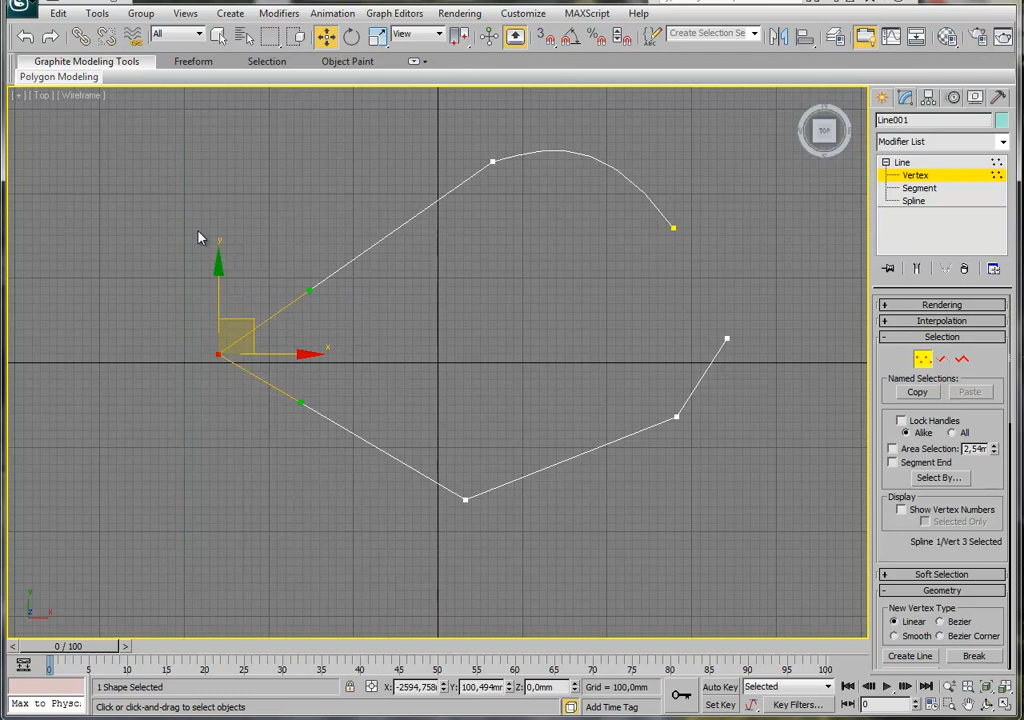 Edit Tools Group Views Create Modifiers Animation Graph Editors Rendering Customize MAXScript Help
All View 3 Create Selection Se
Graphite Modeling Tools Freeform Selection Object Paint
Polygon Modeling
[ + ] [ Top ] [ Wireframe ]
TOP
Line001
Modifier List
Line
Vertex
Segment
Spline
y
x
+ Rendering
+ Interpolation
- Selection
Named Selections:
Copy Paste
Lock Handles
Alike All
Area Selection: 2,54m
Segment End
Select By...
Display
Show Vertex Numbers
Selected Only
Spline 1/Vert 3 Selected
+ Soft Selection
- Geometry
New Vertex Type
Linear Bezier
Smooth Bezier Corner
Create Line Break
y
z x
< 0 / 100 >
0 5 10 15 20 25 30 35 40 45 50 55 60 65 70 75 80 85 90 95 100
1 Shape Selected X: -2594,758 Y: 100,494mm Z: 0,0mm Grid = 100,0mm Auto Key Selected
Max to Physc: Click or click-and-drag to select objects Add Time Tag Set Key Key Filters... 0